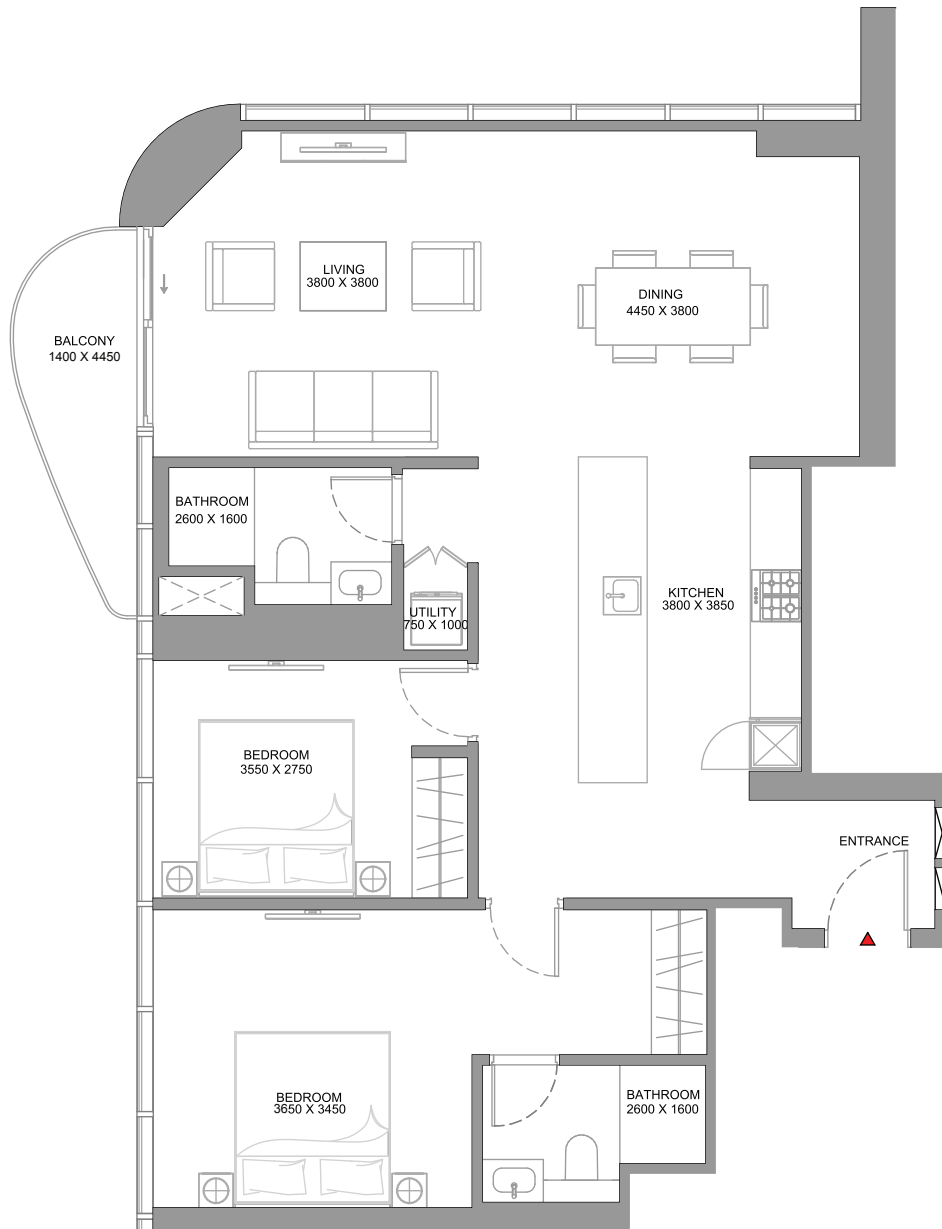 LIVING
3800 X 3800
DINING
4450 X 3800
BALCONY
1400 X 4450
BATHROOM
2600 X 1600
KITCHEN
3800 X 3850
UTILITY
750 X 1000
BEDROOM
3550 X 2750
ENTRANCE
BEDROOM
3650 X 3450
BATHROOM
2600 X 1600